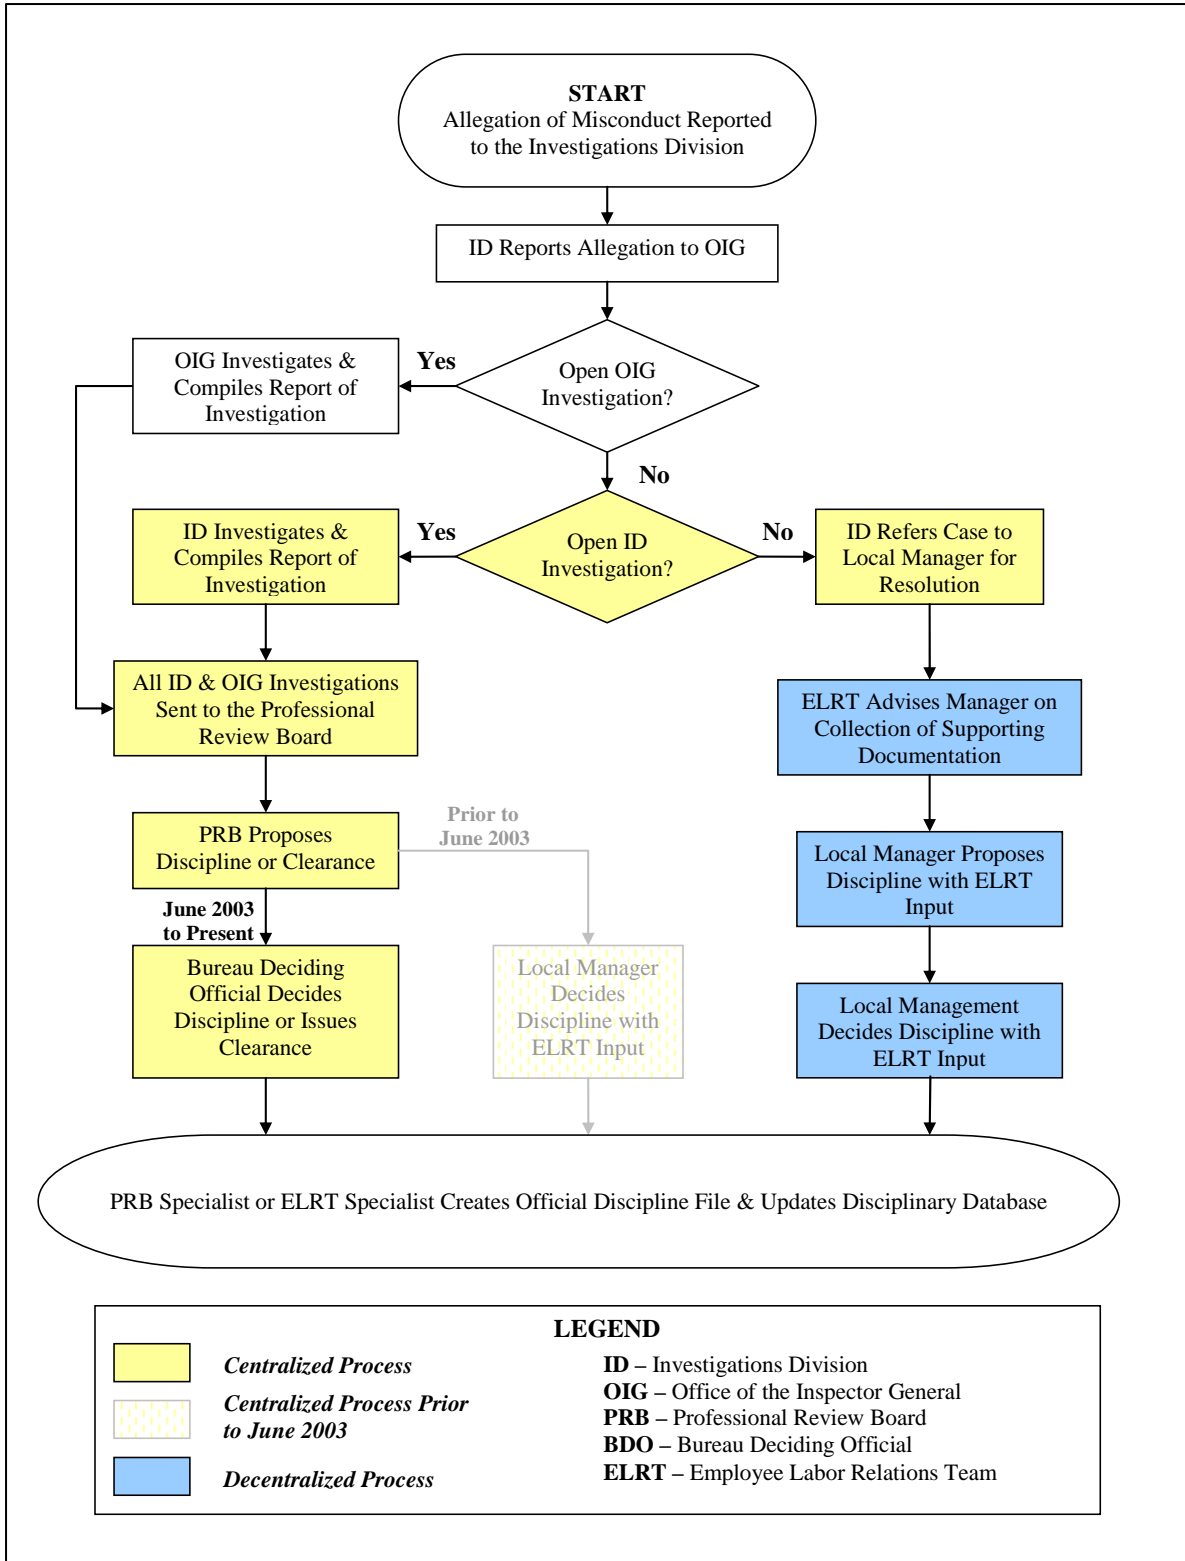 START
Allegation of Misconduct Reported
to the Investigations Division
ID Reports Allegation to OIG
OIG Investigates &
Compiles Report of
Investigation
Yes
Open OIG
Investigation?
No
ID Investigates &
Compiles Report of
Investigation
Yes
Open ID
Investigation?
No
ID Refers Case to
Local Manager for
Resolution
All ID & OIG Investigations
Sent to the Professional
Review Board
ELRT Advises Manager on
Collection of Supporting
Documentation
PRB Proposes
Discipline or Clearance
Prior to
June 2003
Local Manager Proposes
Discipline with ELRT
Input
June 2003
to Present
Bureau Deciding
Official Decides
Discipline or Issues
Clearance
Local Manager
Decides
Discipline with
ELRT Input
Local Management
Decides Discipline with
ELRT Input
PRB Specialist or ELRT Specialist Creates Official Discipline File & Updates Disciplinary Database
LEGEND
Centralized Process
Centralized Process Prior
to June 2003
Decentralized Process
ID – Investigations Division
OIG – Office of the Inspector General
PRB – Professional Review Board
BDO – Bureau Deciding Official
ELRT – Employee Labor Relations Team